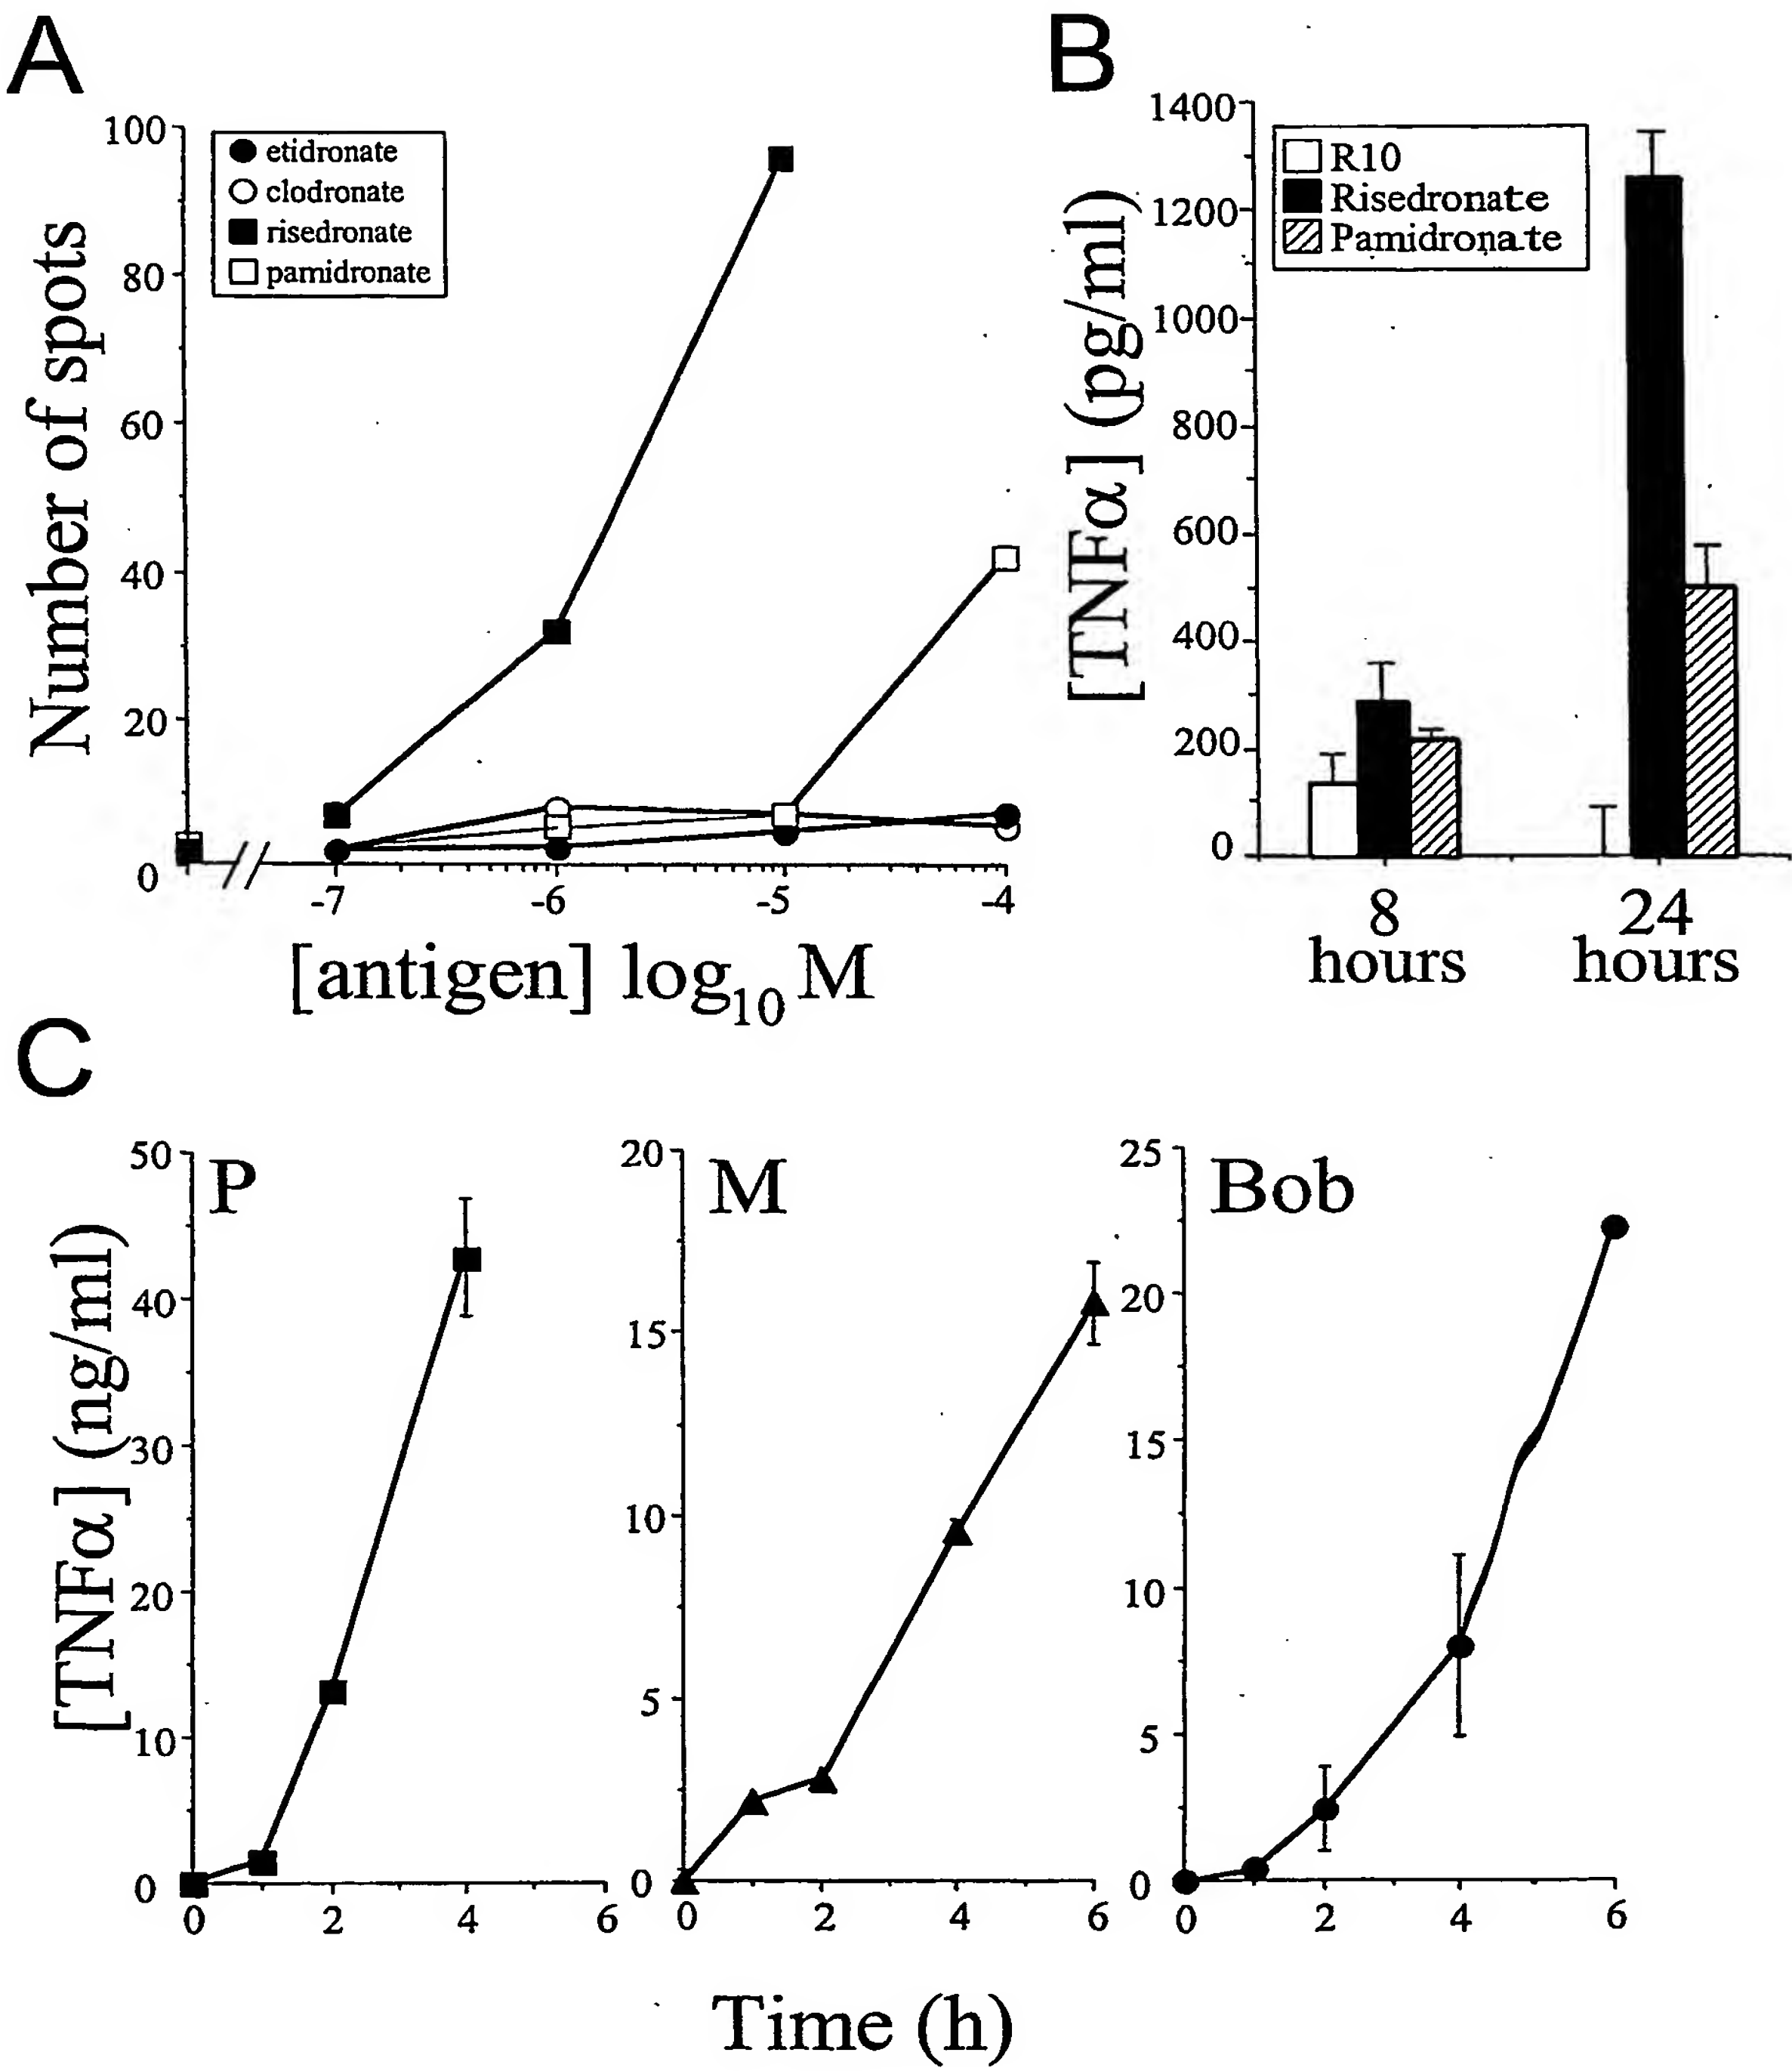 A
100
80
60
40
20
0
Number of spots
etidronate
clodronate
risedronate
pamidronate
-7
-6
-5
-4
[antigen] log10 M
B
1400
1200
1000
800
600
400
200
0
[TNFα] (pg/ml)
R10
Risedronate
Pamidronate
8
hours
24
hours
C
[TNFα] (ng/ml)
50
40
30
20
10
0
P
0
2
4
6
20
15
10
5
0
M
0
2
4
6
25
20
15
10
5
0
Bob
0
2
4
6
Time (h)